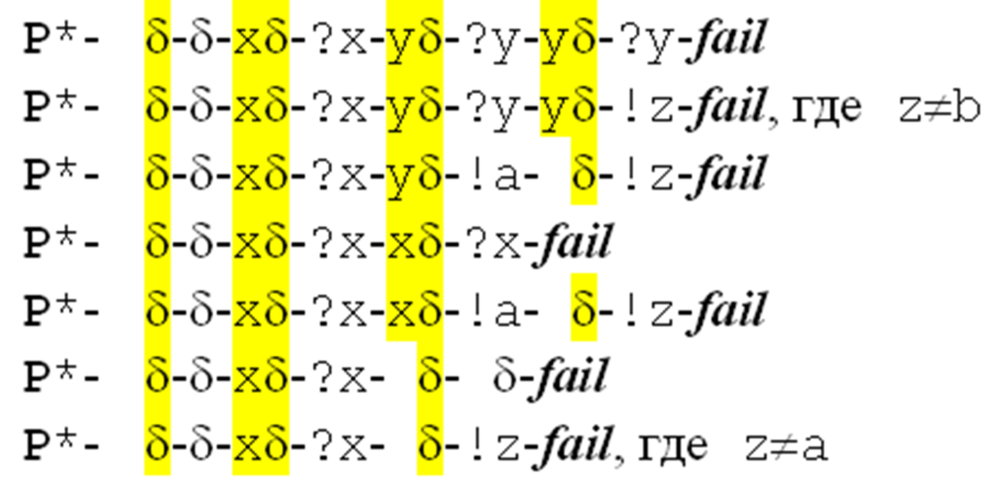 P*- δ-δ-xδ-?x-yδ-?y-yδ-?y-fail
P*- δ-δ-xδ-?x-yδ-?y-yδ-!z-fail, где z≠b
P*- δ-δ-xδ-?x-yδ-!a- δ-!z-fail
P*- δ-δ-xδ-?x-xδ-?x-fail
P*- δ-δ-xδ-?x-xδ-!a- δ-!z-fail
P*- δ-δ-xδ-?x- δ- δ-fail
P*- δ-δ-xδ-?x- δ-!z-fail, где z≠a